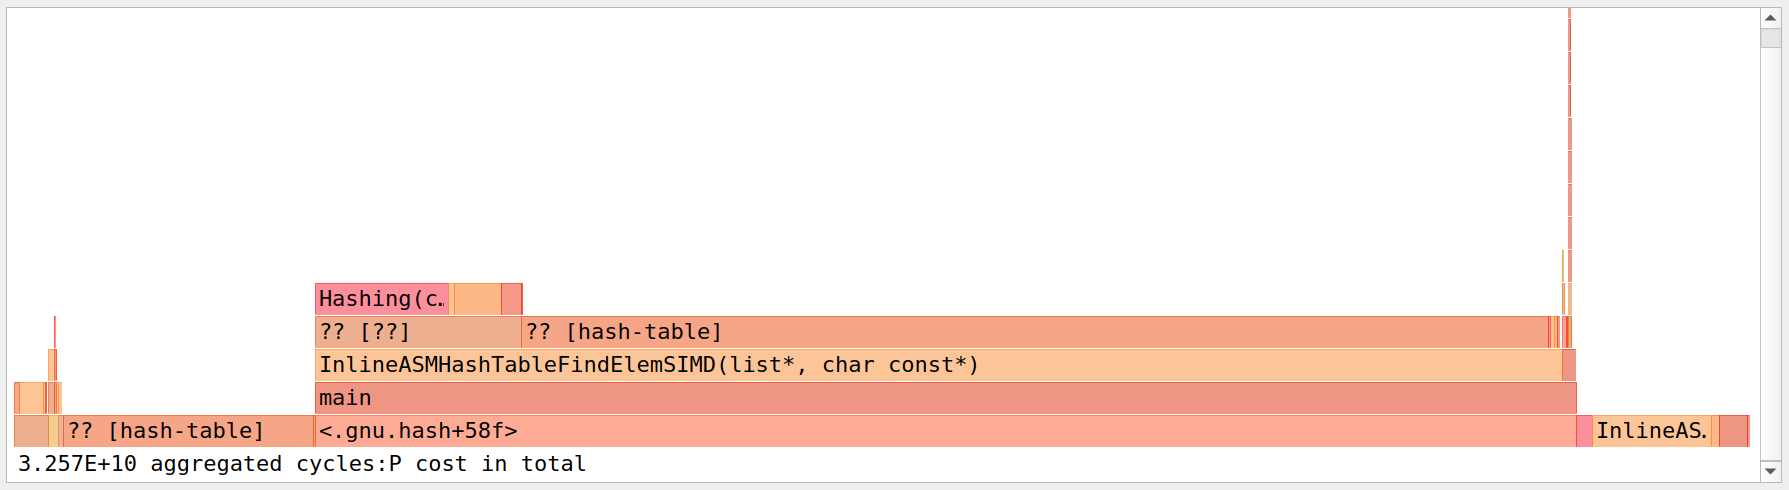 Hashing(c…
?? [??] ?? [hash-table]
InlineASMHashTableFindElemSIMD(list*, char const*)
main
?? [hash-table] <.gnu.hash+58f> InlineAS…
3.257E+10 aggregated cycles:P cost in total